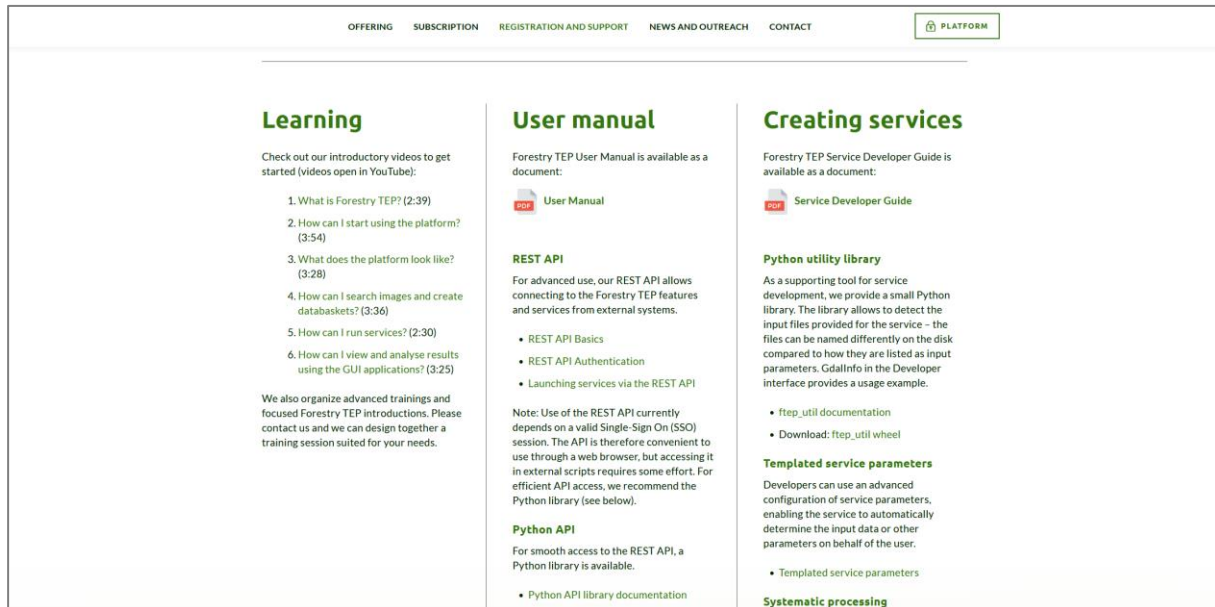 OFFERING SUBSCRIPTION REGISTRATION AND SUPPORT NEWS AND OUTREACH CONTACT PLATFORM
Learning
Check out our introductory videos to get
started (videos open in YouTube):
1. What is Forestry TEP? (2:39)
2. How can I start using the platform?
(3:54)
3. What does the platform look like?
(3:28)
4. How can I search images and create
databaskets? (3:36)
5. How can I run services? (2:30)
6. How can I view and analyse results
using the GUI applications? (3:25)
We also organize advanced trainings and
focused Forestry TEP introductions. Please
contact us and we can design together a
training session suited for your needs.
User manual
Forestry TEP User Manual is available as a
document:
PDF User Manual
REST API
For advanced use, our REST API allows
connecting to the Forestry TEP features
and services from external systems.
• REST API Basics
• REST API Authentication
• Launching services via the REST API
Note: Use of the REST API currently
depends on a valid Single-Sign On (SSO)
session. The API is therefore convenient to
use through a web browser, but accessing it
in external scripts requires some effort. For
efficient API access, we recommend the
Python library (see below).
Python API
For smooth access to the REST API, a
Python library is available.
• Python API library documentation
Creating services
Forestry TEP Service Developer Guide is
available as a document:
PDF Service Developer Guide
Python utility library
As a supporting tool for service
development, we provide a small Python
library. The library allows to detect the
input files provided for the service – the
files can be named differently on the disk
compared to how they are listed as input
parameters. GdalInfo in the Developer
interface provides a usage example.
• ftep_util documentation
• Download: ftep_util wheel
Templated service parameters
Developers can use an advanced
configuration of service parameters,
enabling the service to automatically
determine the input data or other
parameters on behalf of the user.
• Templated service parameters
Systematic processing